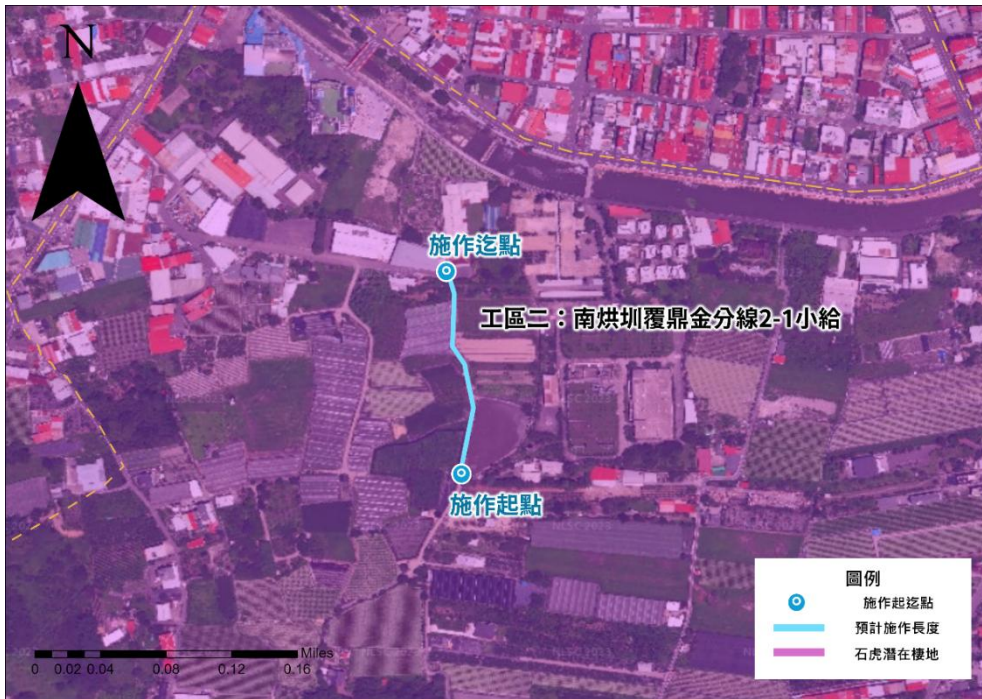 N
施作迄點
工區二：南烘圳覆鼎金分線2-1小給
施作起點
圖例
施作起迄點
預計施作長度
石虎潛在棲地
Miles
0 0.02 0.04 0.08 0.12 0.16